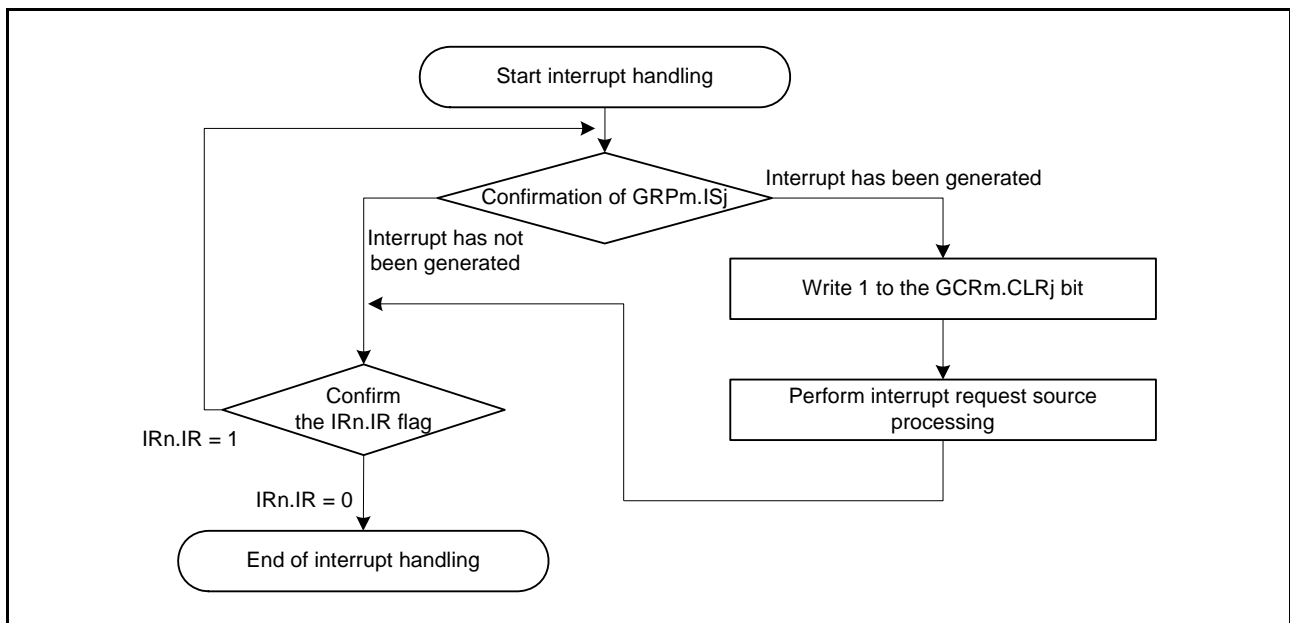 Start interrupt handling
Confirmation of GRPm.ISj
Interrupt has been generated
Interrupt has not
been generated
Write 1 to the GCRm.CLRj bit
Perform interrupt request source
processing
Confirm
the IRn.IR flag
IRn.IR = 1
IRn.IR = 0
End of interrupt handling